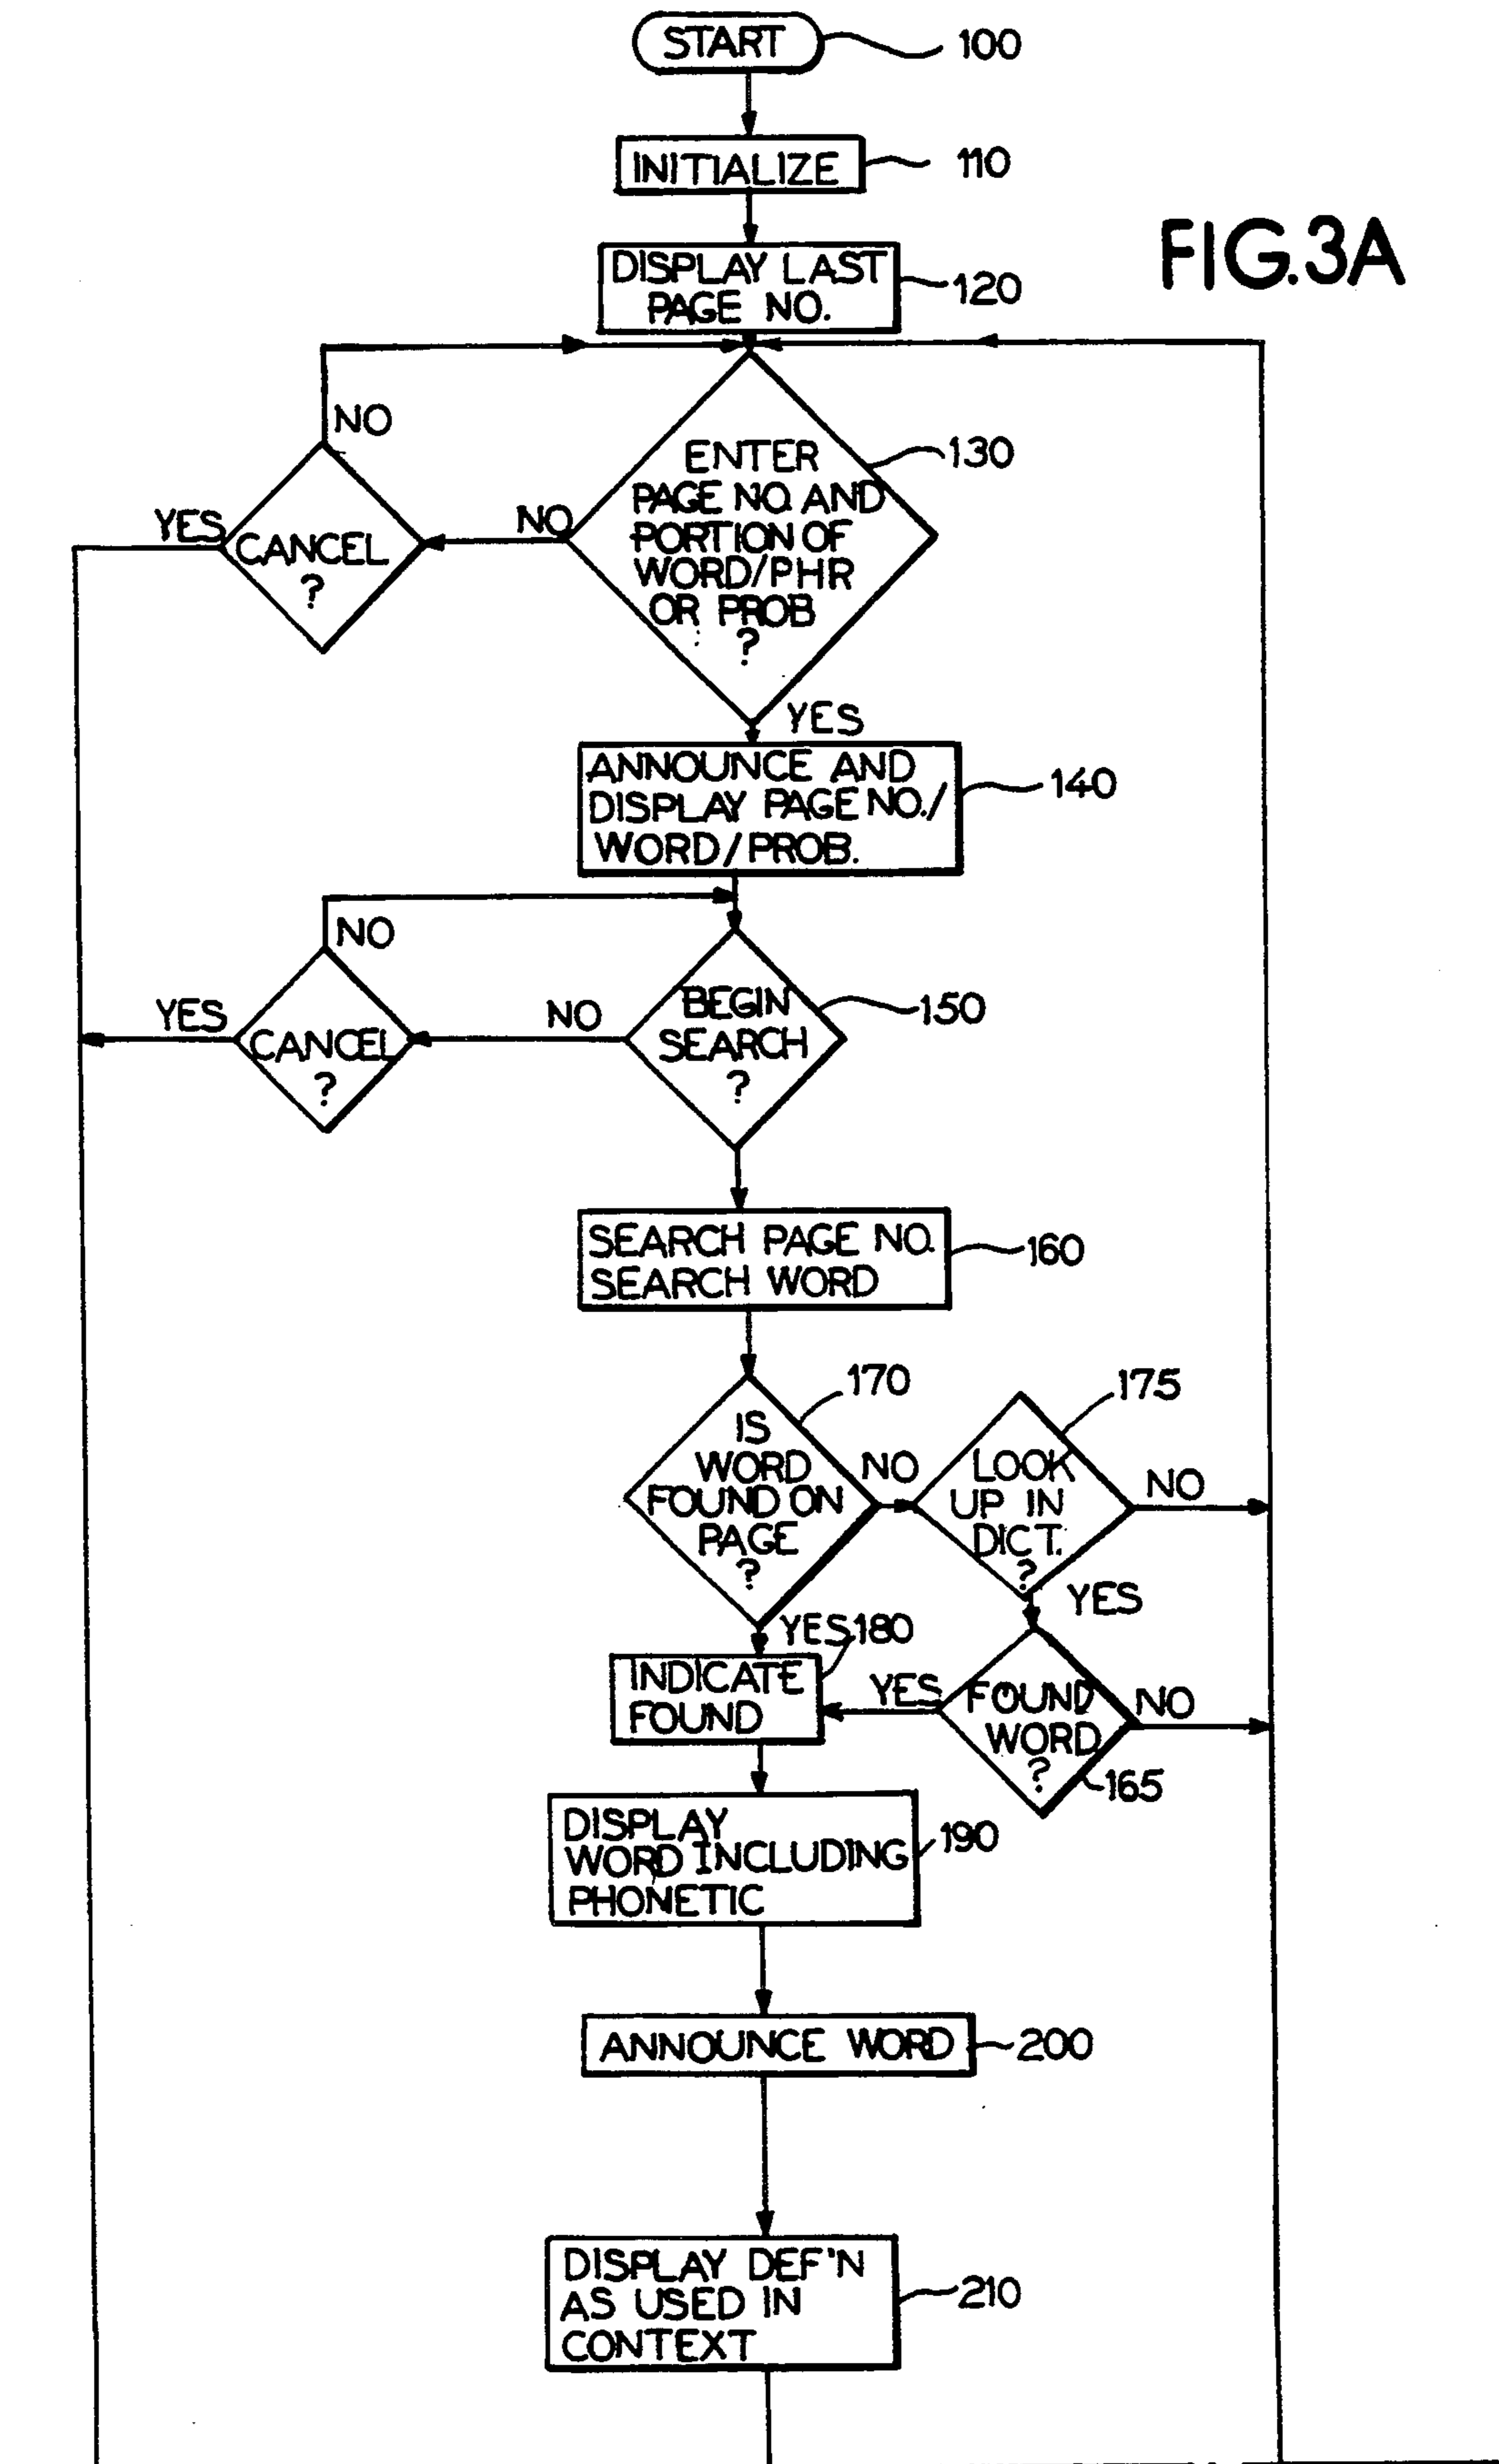 START
100
INITIALIZE
110
FIG.3A
DISPLAY LAST
PAGE NO.
120
NO
ENTER
PAGE NO. AND
PORTION OF
WORD/PHR
OR PROB
?
130
YES
CANCEL
?
NO
YES
ANNOUNCE AND
DISPLAY PAGE NO./
WORD/PROB.
140
NO
YES
CANCEL
?
NO
BEGIN
SEARCH
?
150
SEARCH PAGE NO.
SEARCH WORD
160
IS
WORD
FOUND ON
PAGE
?
170
NO
LOOK
UP IN
DICT.
?
175
NO
YES
YES
180
INDICATE
FOUND
YES
FOUND
WORD
?
NO
165
DISPLAY
WORD INCLUDING
PHONETIC
190
ANNOUNCE WORD
200
DISPLAY DEF'N
AS USED IN
CONTEXT
210